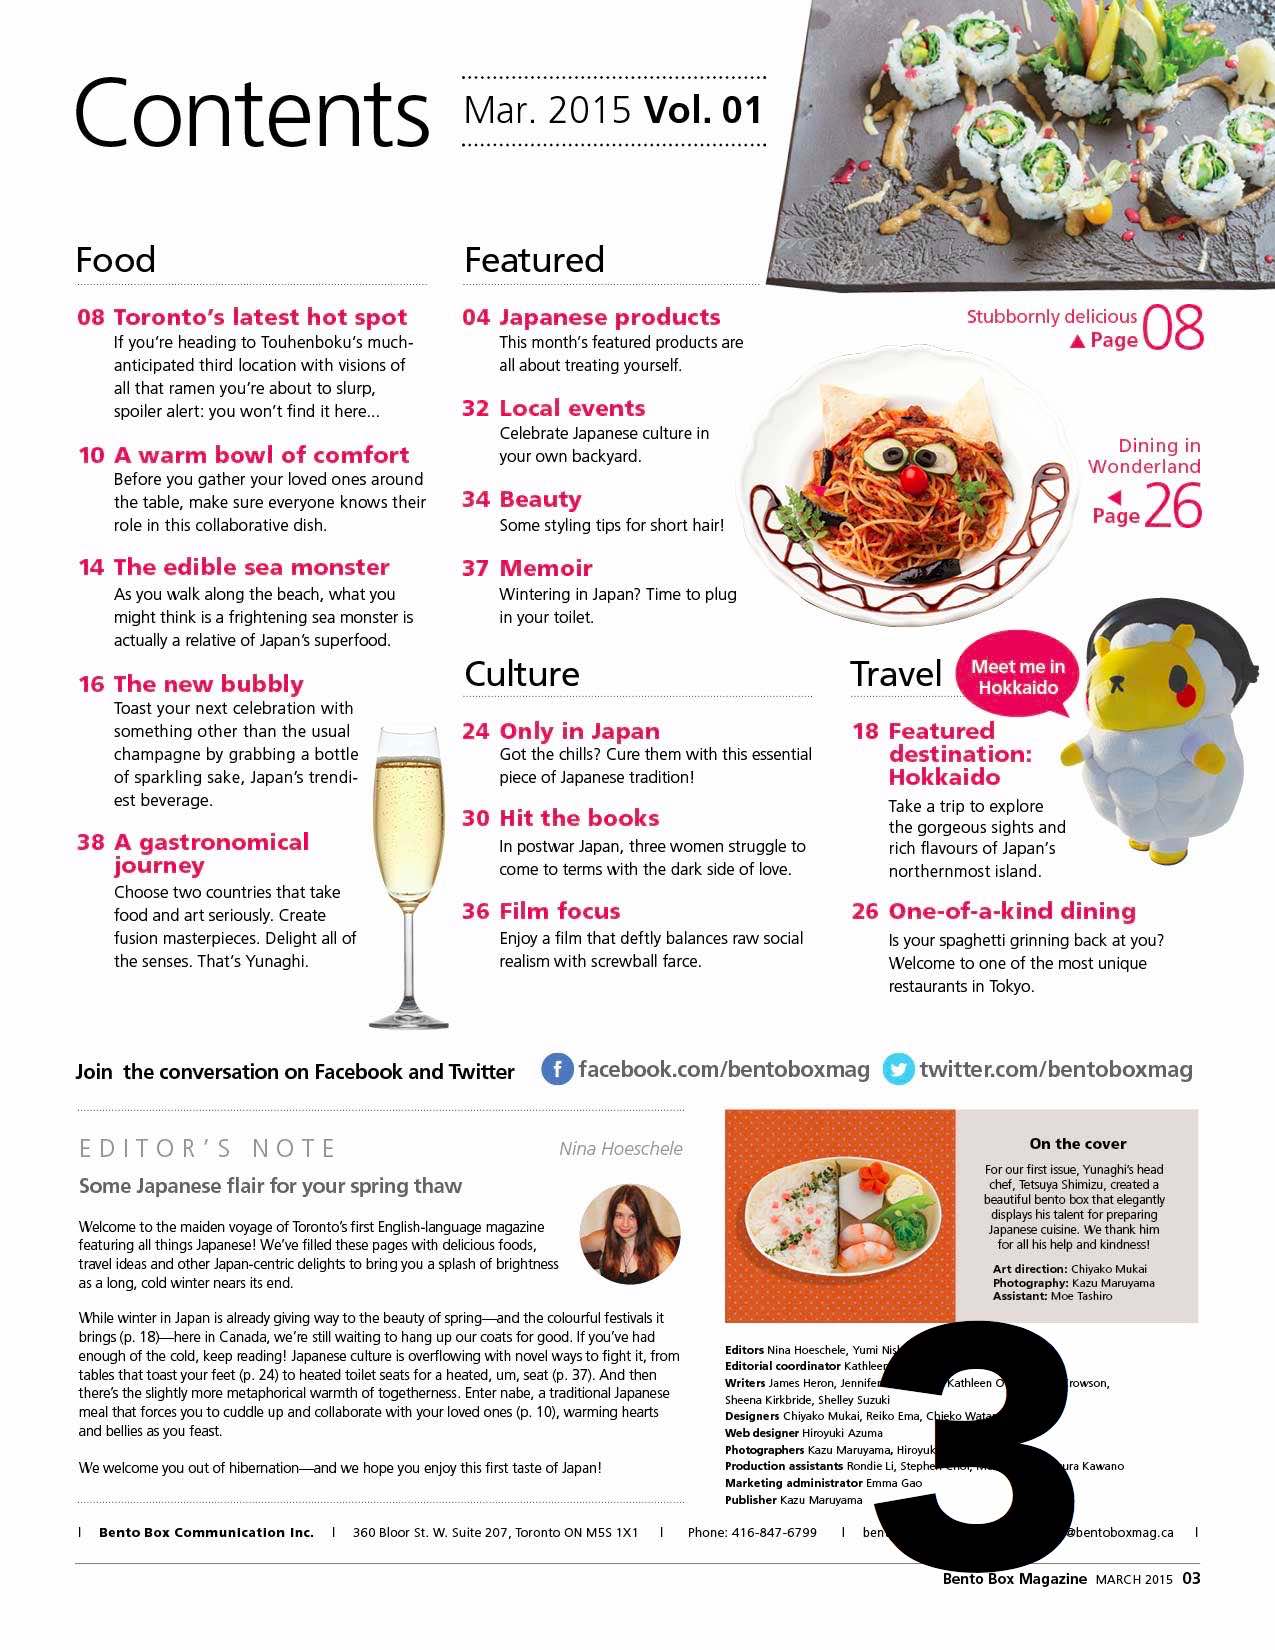 Contents
Mar. 2015 Vol. 01
Food
08 Toronto's latest hot spot
If you're heading to Touhenboku's much-
anticipated third location with visions of
all that ramen you're about to slurp,
spoiler alert: you won't find it here...
10 A warm bowl of comfort
Before you gather your loved ones around
the table, make sure everyone knows their
role in this collaborative dish.
14 The edible sea monster
As you walk along the beach, what you
might think is a frightening sea monster is
actually a relative of Japan's superfood.
16 The new bubbly
Toast your next celebration with
something other than the usual
champagne by grabbing a bottle
of sparkling sake, Japan's trendi-
est beverage.
38 A gastronomical
journey
Choose two countries that take
food and art seriously. Create
fusion masterpieces. Delight all of
the senses. That's Yunaghi.
Featured
04 Japanese products
This month's featured products are
all about treating yourself.
32 Local events
Celebrate Japanese culture in
your own backyard.
34 Beauty
Some styling tips for short hair!
37 Memoir
Wintering in Japan? Time to plug
in your toilet.
Stubbornly delicious
▲ Page 08
Dining in
Wonderland
◀
Page 26
Culture
24 Only in Japan
Got the chills? Cure them with this essential
piece of Japanese tradition!
30 Hit the books
In postwar Japan, three women struggle to
come to terms with the dark side of love.
36 Film focus
Enjoy a film that deftly balances raw social
realism with screwball farce.
Travel
Meet me in
Hokkaido
18 Featured
destination:
Hokkaido
Take a trip to explore
the gorgeous sights and
rich flavours of Japan's
northernmost island.
26 One-of-a-kind dining
Is your spaghetti grinning back at you?
Welcome to one of the most unique
restaurants in Tokyo.
Join the conversation on Facebook and Twitter
facebook.com/bentoboxmag
twitter.com/bentoboxmag
EDITOR'S NOTE
Nina Hoeschele
Some Japanese flair for your spring thaw
Welcome to the maiden voyage of Toronto's first English-language magazine
featuring all things Japanese! We've filled these pages with delicious foods,
travel ideas and other Japan-centric delights to bring you a splash of brightness
as a long, cold winter nears its end.
While winter in Japan is already giving way to the beauty of spring—and the colourful festivals it
brings (p. 18)—here in Canada, we're still waiting to hang up our coats for good. If you've had
enough of the cold, keep reading! Japanese culture is overflowing with novel ways to fight it, from
tables that toast your feet (p. 24) to heated toilet seats for a heated, um, seat (p. 37). And then
there's the slightly more metaphorical warmth of togetherness. Enter nabe, a traditional Japanese
meal that forces you to cuddle up and collaborate with your loved ones (p. 10), warming hearts
and bellies as you feast.
We welcome you out of hibernation—and we hope you enjoy this first taste of Japan!
On the cover
For our first issue, Yunaghi's head
chef, Tetsuya Shimizu, created a
beautiful bento box that elegantly
displays his talent for preparing
Japanese cuisine. We thank him
for all his help and kindness!
Art direction: Chiyako Mukai
Photography: Kazu Maruyama
Assistant: Moe Tashiro
Editors Nina Hoeschele, Yumi
Editorial coordinator Kathleen
Writers James Heron, Jennifer Kathleen Crowson,
Sheena Kirkbride, Shelley Suzuki
Designers Chiyako Mukai, Reiko Ema, Chieko
Web designer Hiroyuki Azuma
Photographers Kazu Maruyama, Hiroyuki
Production assistants Rondie Li, Stephen Kawano
Marketing administrator Emma Gao
Publisher Kazu Maruyama
3
| Bento Box Communication Inc. | 360 Bloor St. W. Suite 207, Toronto ON M5S 1X1 | Phone: 416-847-6799 | @bentoboxmag.ca |
Bento Box Magazine MARCH 2015 03